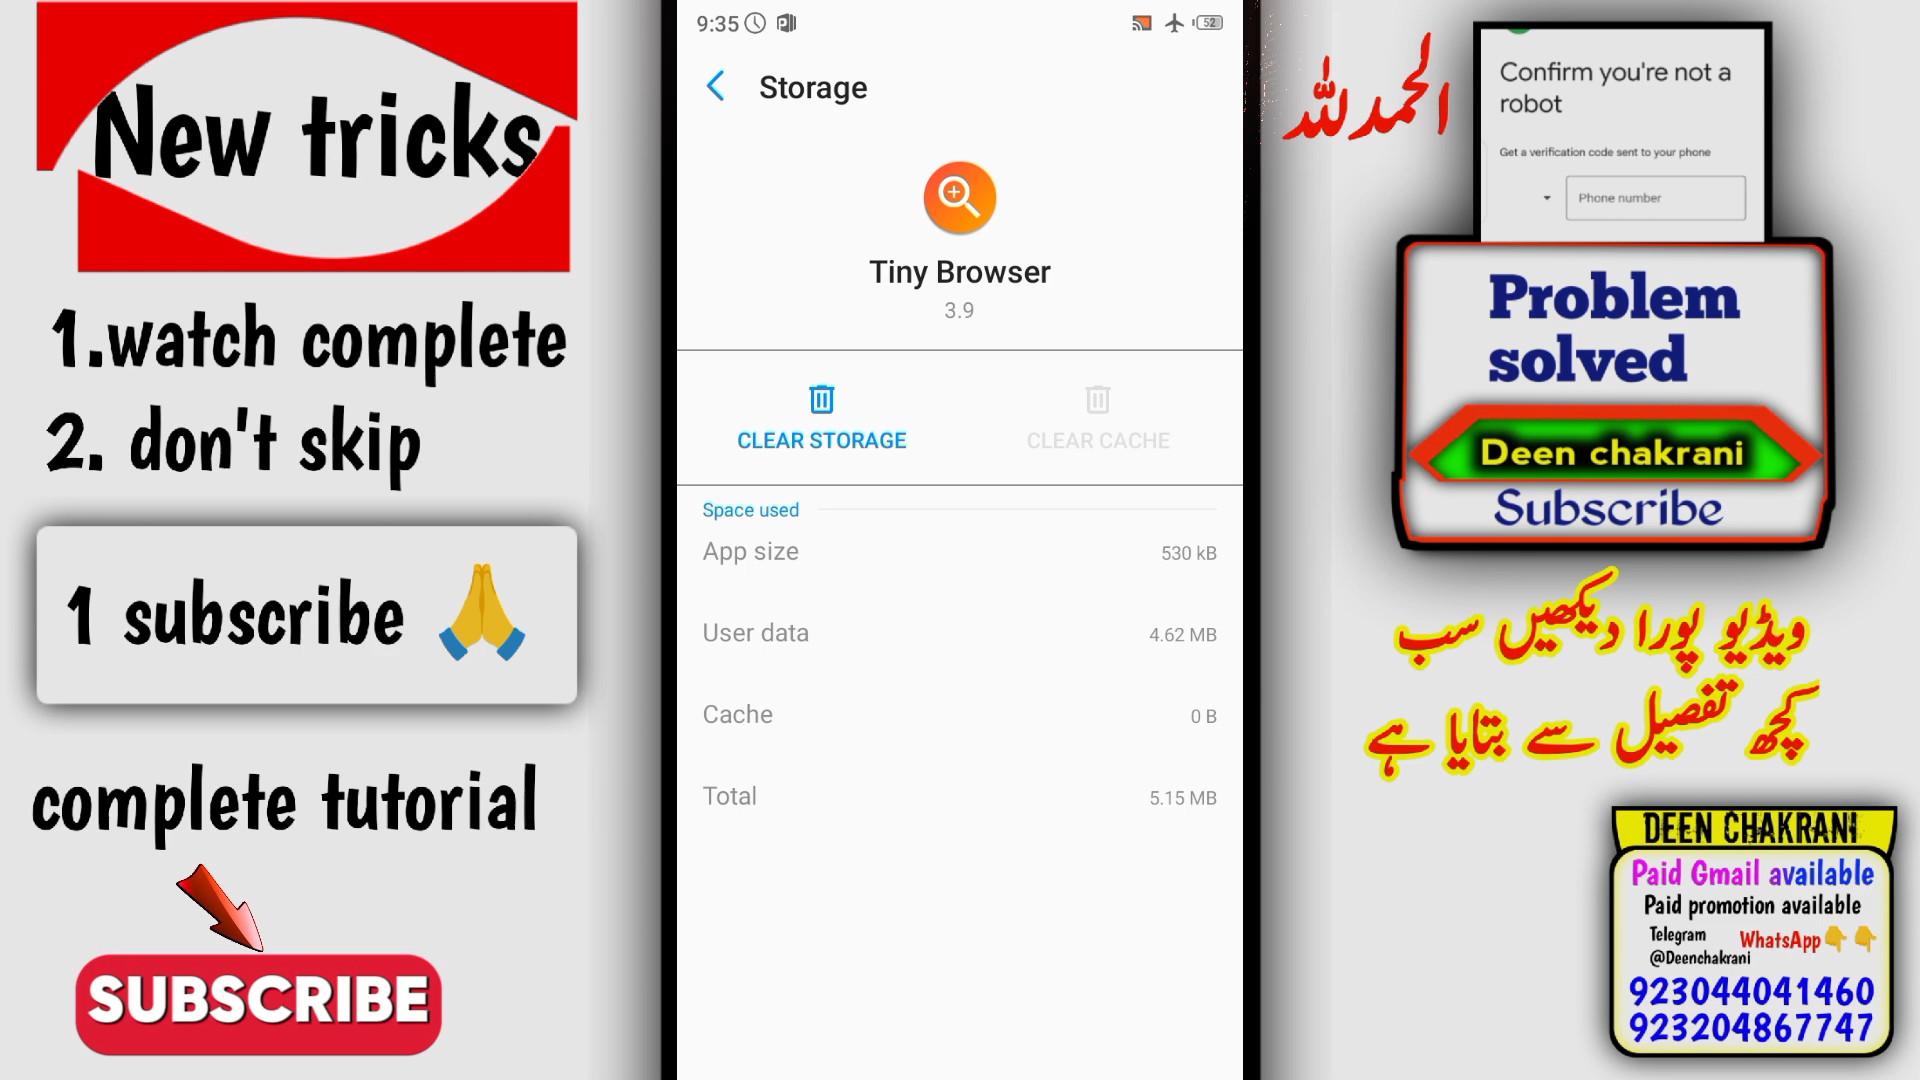 New tricks
1.watch complete
2. don't skip
1 subscribe
complete tutorial
SUBSCRIBE
9:35
52
Storage
Tiny Browser
3.9
CLEAR STORAGE
CLEAR CACHE
Space used
App size
530 kB
User data
4.62 MB
Cache
0 B
Total
5.15 MB
الحمدللہ
Confirm you're not a
robot
Get a verification code sent to your phone
Phone number
Problem
solved
Deen chakrani
Subscribe
ویڈیو پورا دیکھیں سب
کچھ تفصیل سے بتایا ہے
DEEN CHAKRANI
Paid Gmail available
Paid promotion available
Telegram WhatsApp
@Deenchakrani
923044041460
923204867747